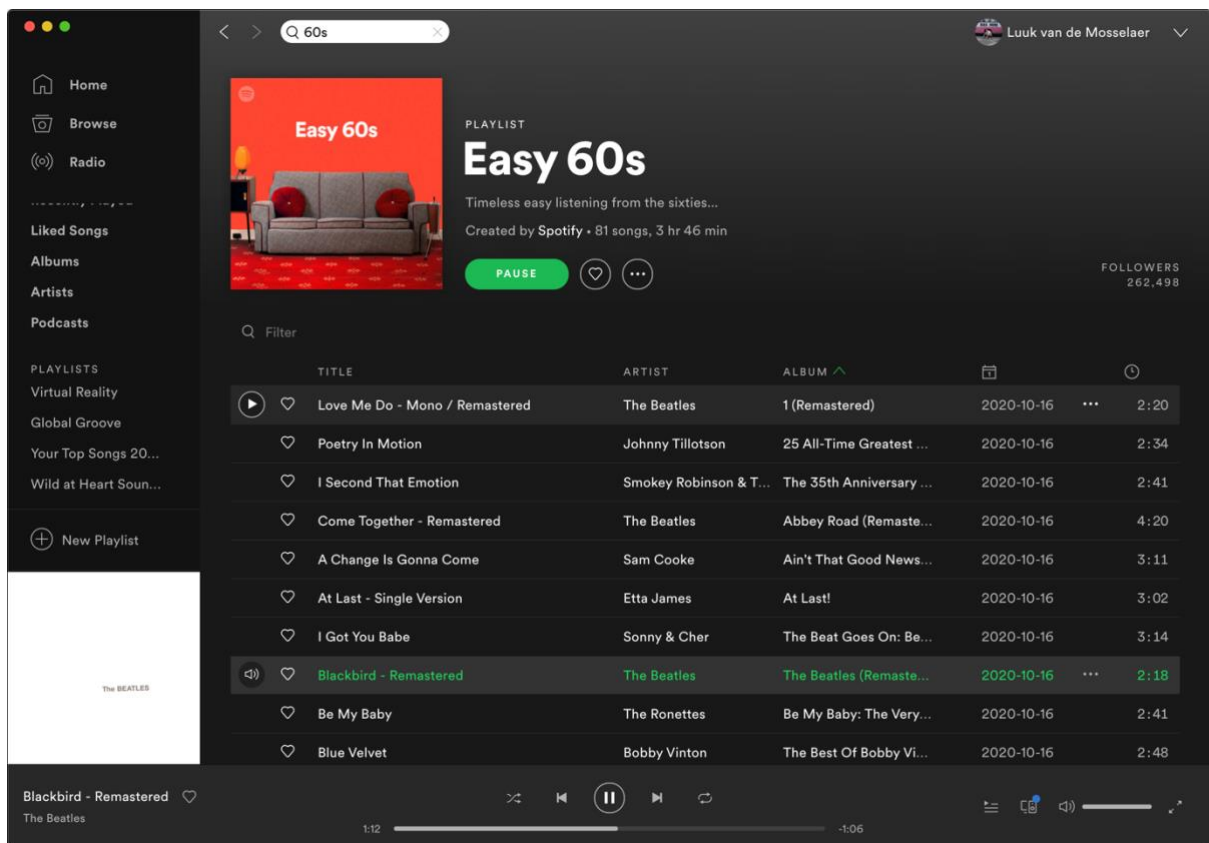 60s
Luuk van de Mosselaer
Home
Browse
Radio
Liked Songs
Albums
Artists
Podcasts
PLAYLISTS
Virtual Reality
Global Groove
Your Top Songs 20...
Wild at Heart Soun...
New Playlist
The BEATLES
Easy 60s
PLAYLIST
Easy 60s
Timeless easy listening from the sixties...
Created by Spotify • 81 songs, 3 hr 46 min
PAUSE
FOLLOWERS
262,498
Filter
TITLE ARTIST ALBUM
Love Me Do - Mono / Remastered The Beatles 1 (Remastered) 2020-10-16 ••• 2:20
Poetry In Motion Johnny Tillotson 25 All-Time Greatest ... 2020-10-16 2:34
I Second That Emotion Smokey Robinson & T... The 35th Anniversary ... 2020-10-16 2:41
Come Together - Remastered The Beatles Abbey Road (Remaste... 2020-10-16 4:20
A Change Is Gonna Come Sam Cooke Ain't That Good News... 2020-10-16 3:11
At Last - Single Version Etta James At Last! 2020-10-16 3:02
I Got You Babe Sonny & Cher The Beat Goes On: Be... 2020-10-16 3:14
Blackbird - Remastered The Beatles The Beatles (Remaste... 2020-10-16 ••• 2:18
Be My Baby The Ronettes Be My Baby: The Very... 2020-10-16 2:41
Blue Velvet Bobby Vinton The Best Of Bobby Vi... 2020-10-16 2:48
Blackbird - Remastered
The Beatles
1:12 -1:06